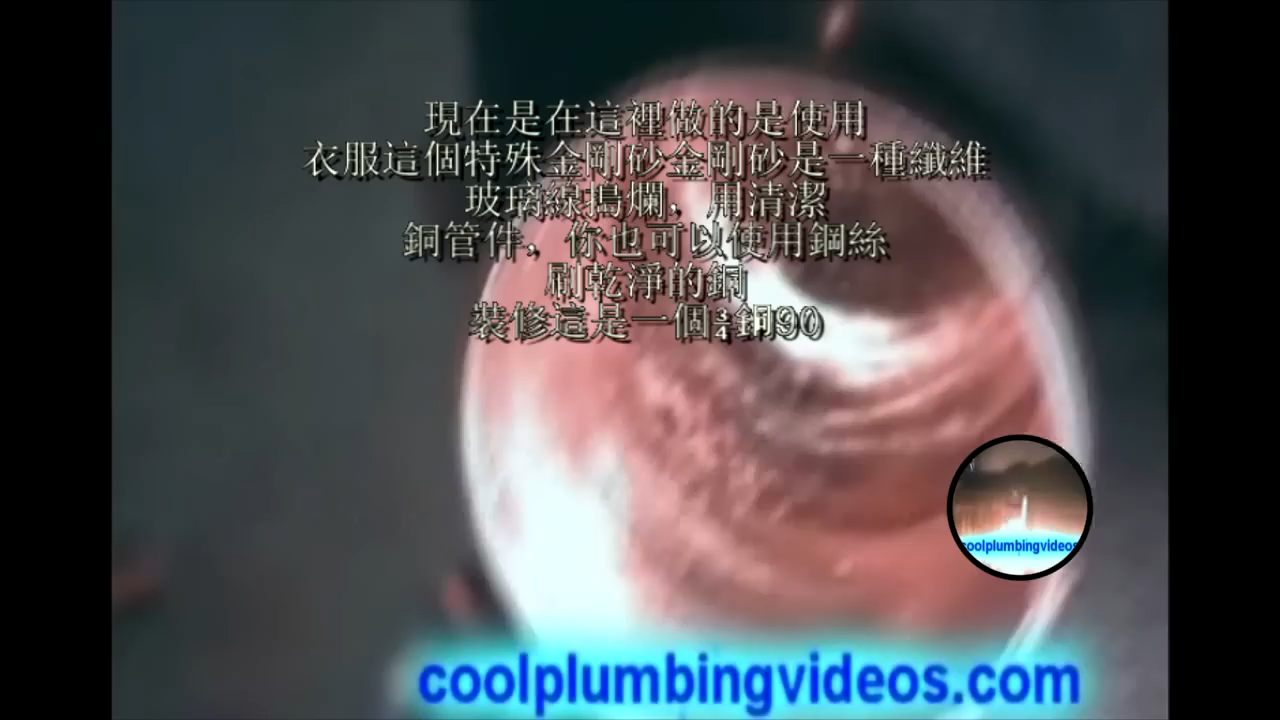 現在是在這裡做的是使用
衣服這個特殊金剛砂金剛砂是一種纖維
玻璃線搗爛，用清潔
銅管件，你也可以使用鋼絲
刷乾淨的銅
裝修這是一個¾銅90
coolplumbingvideos
coolplumbingvideos.com